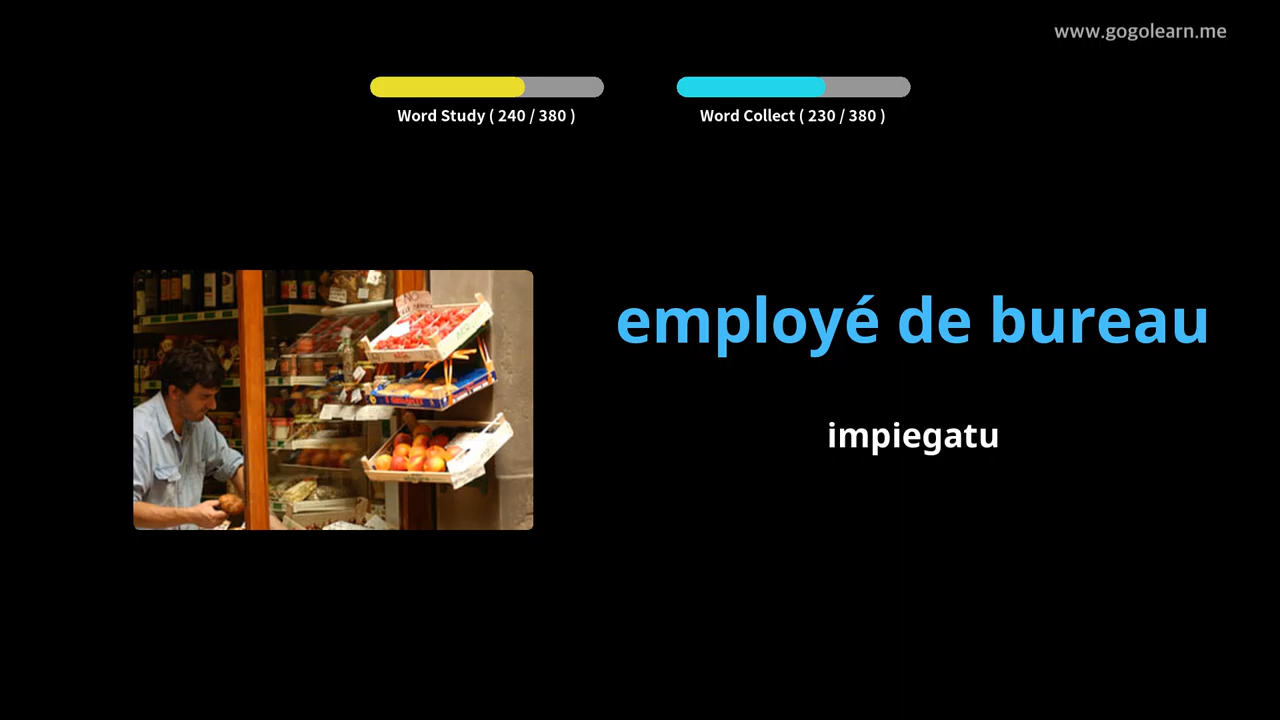 www.gogolearn.me
Word Study ( 240 / 380 )
Word Collect ( 230 / 380 )
employé de bureau
impiegatu